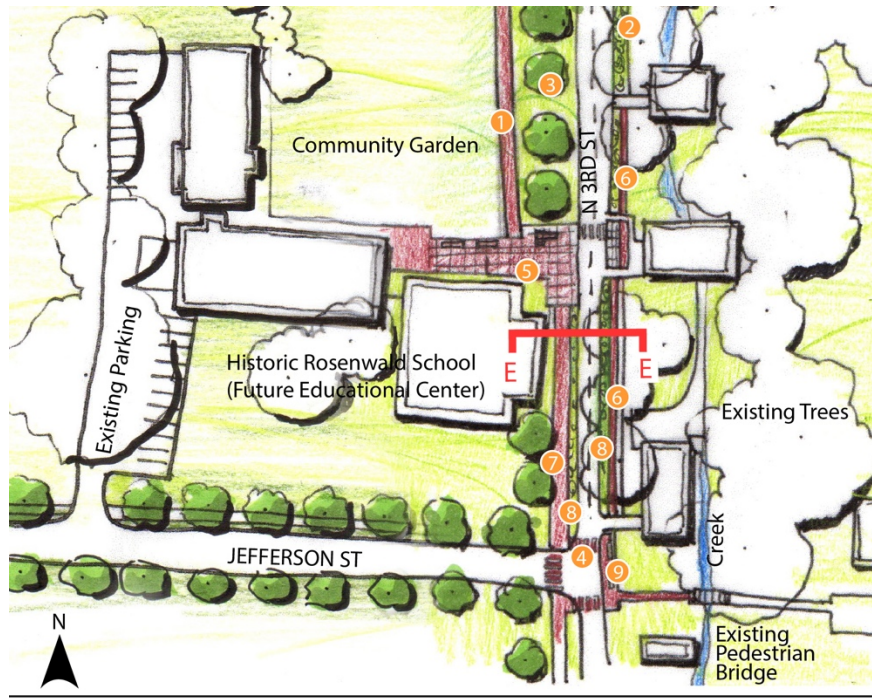 2
3
1
Community Garden
N 3RD ST
6
5
Historic Rosenwald School
(Future Educational Center)
E
E
Existing Parking
6
Existing Trees
8
7
8
JEFFERSON ST
4
9
Creek
N
Existing
Pedestrian
Bridge